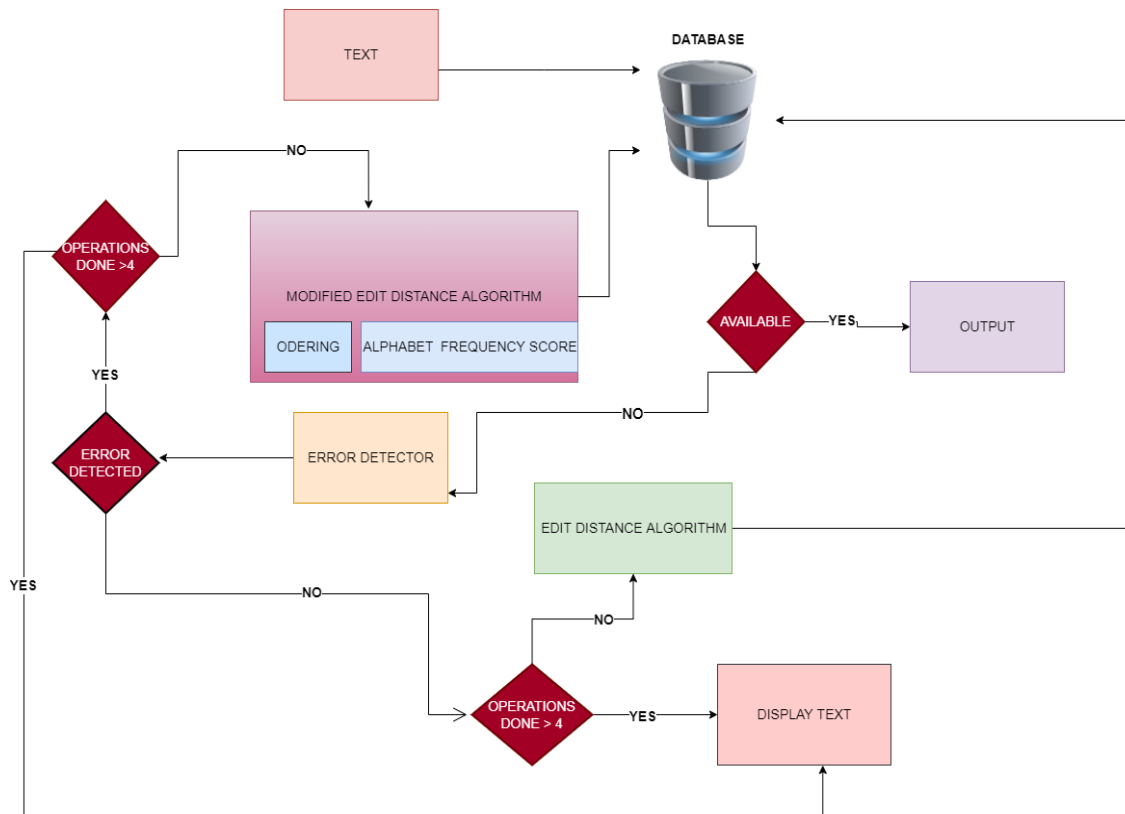 DATABASE
TEXT
NO
OPERATIONS
DONE >4
MODIFIED EDIT DISTANCE ALGORITHM
ODERING
ALPHABET FREQUENCY SCORE
AVAILABLE
YES
OUTPUT
YES
NO
ERROR
DETECTED
ERROR DETECTOR
EDIT DISTANCE ALGORITHM
YES
NO
NO
OPERATIONS
DONE > 4
YES
DISPLAY TEXT